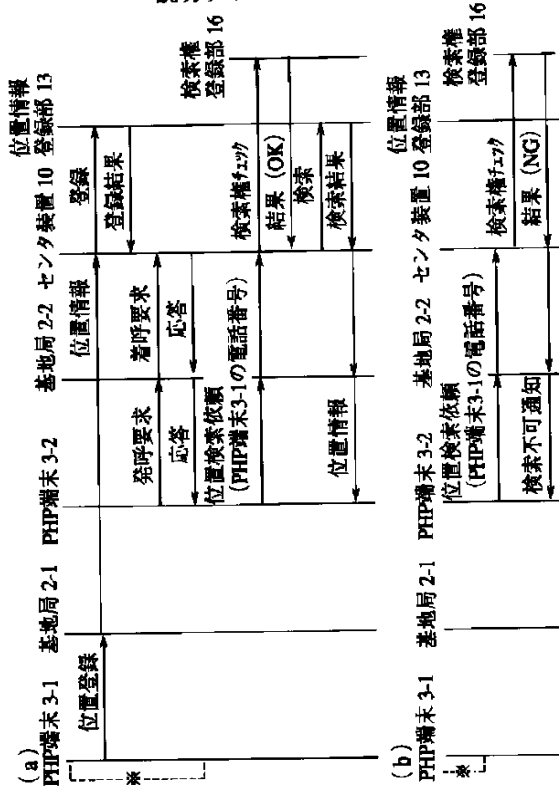 (a)
PHP端末 3-1
基地局 2-1
PHP端末 3-2
基地局 2-2
センタ装置 10
位置情報
登録部 13
※
位置登録
位置情報
登録
登録結果
検索権
登録部 16
発呼要求
着呼要求
応答
応答
位置検索依頼
(PHP端末3-1の電話番号)
検索権チェック
結果 (OK)
検索
検索結果
位置情報
(b)
PHP端末 3-1
基地局 2-1
PHP端末 3-2
基地局 2-2
センタ装置 10
位置情報
登録部 13
検索権
登録部 16
※
位置検索依頼
(PHP端末3-1の電話番号)
検索権チェック
結果 (NG)
検索不可通知